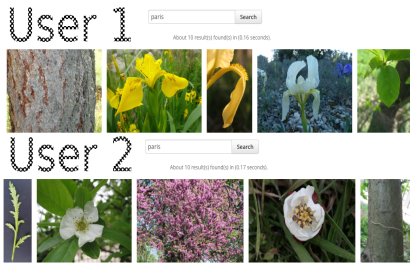 User 1
paris Search
About 10 result(s) found(s) in (0.16 seconds).
User 2
paris Search
About 10 result(s) found(s) in (0.17 seconds).